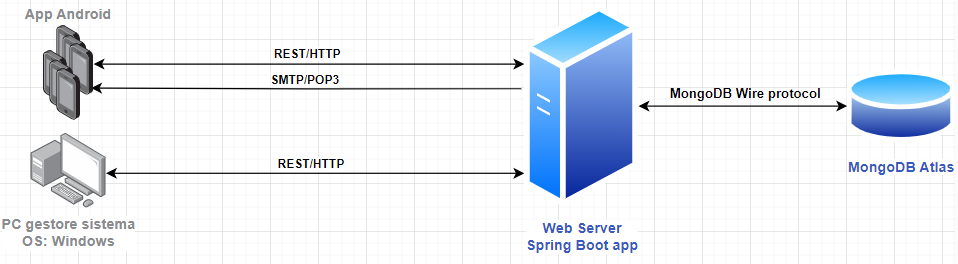 App Android
REST/HTTP
SMTP/POP3
MongoDB Wire protocol
REST/HTTP
MongoDB Atlas
PC gestore sistema
OS: Windows
Web Server
Spring Boot app